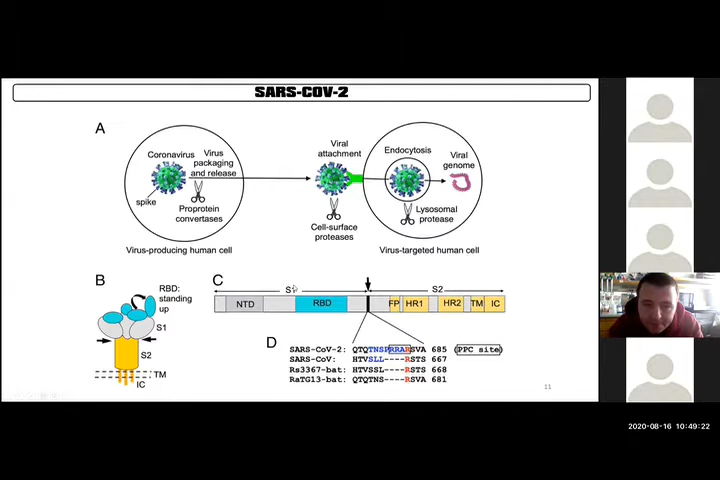 SARS-COV-2
A
Coronavirus
Virus
packaging
and release
spike
Proprotein
convertases
Virus-producing human cell
Viral
attachment
Cell-surface
proteases
Endocytosis
Viral
genome
Lysosomal
protease
Virus-targeted human cell
B
RBD:
standing
up
S1
S2
TM
IC
C
S1
S2
NTD
RBD
FP
HR1
HR2
TM
IC
D
SARS-CoV-2: QTQTNSPRRARSVA 685 (PPC site)
SARS-CoV: HTVSLL----RSTS 667
Rs3367-bat: HTVSSL----RSTS 668
RaTG13-bat: QTQTNS----RSVA 681
11
2020-08-16 10:49:22